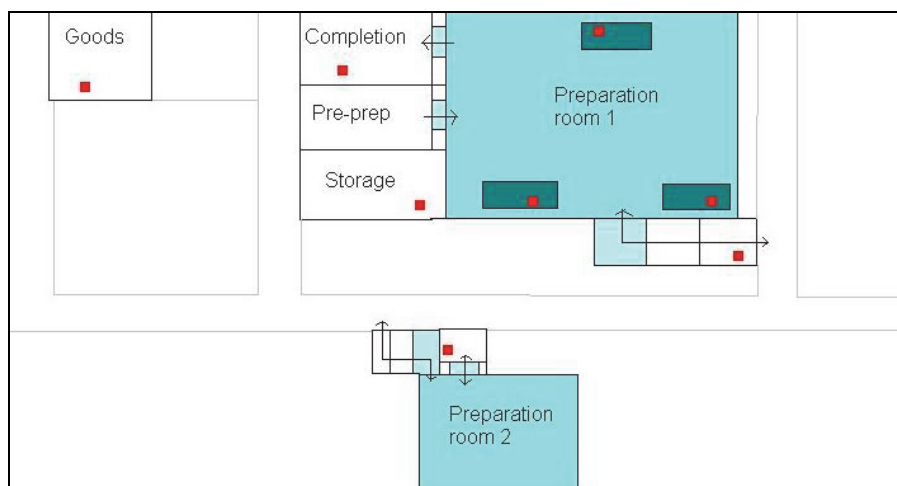 Goods
Completion
Pre-prep
Storage
Preparation
room 1
Preparation
room 2